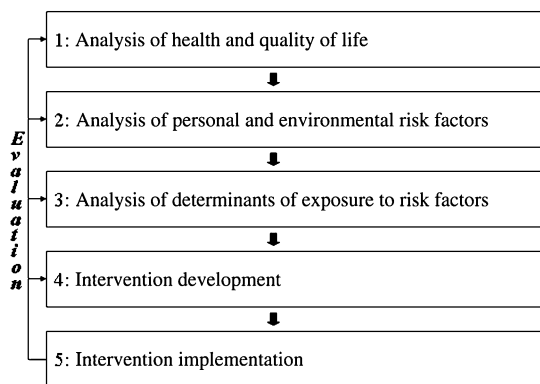 1: Analysis of health and quality of life
2: Analysis of personal and environmental risk factors
3: Analysis of determinants of exposure to risk factors
4: Intervention development
5: Intervention implementation
Evaluation